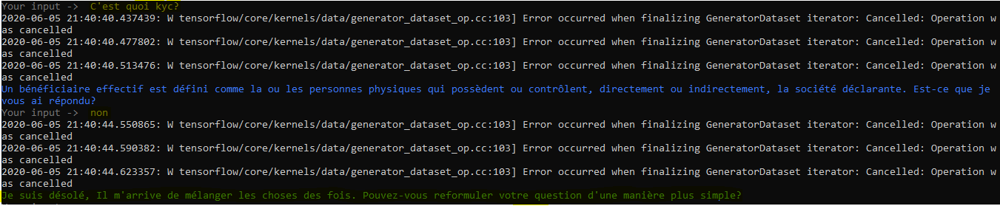 Your input ->  C'est quoi kyc?
2020-06-05 21:40:40.437439: W tensorflow/core/kernels/data/generator_dataset_op.cc:103] Error occurred when finalizing GeneratorDataset iterator: Cancelled: Operation w
as cancelled
2020-06-05 21:40:40.477802: W tensorflow/core/kernels/data/generator_dataset_op.cc:103] Error occurred when finalizing GeneratorDataset iterator: Cancelled: Operation w
as cancelled
2020-06-05 21:40:40.513476: W tensorflow/core/kernels/data/generator_dataset_op.cc:103] Error occurred when finalizing GeneratorDataset iterator: Cancelled: Operation w
as cancelled
Un bénéficiaire effectif est défini comme la ou les personnes physiques qui possèdent ou contrôlent, directement ou indirectement, la société déclarante. Est-ce que je
vous ai répondu?
Your input ->  non
2020-06-05 21:40:44.550865: W tensorflow/core/kernels/data/generator_dataset_op.cc:103] Error occurred when finalizing GeneratorDataset iterator: Cancelled: Operation w
as cancelled
2020-06-05 21:40:44.590382: W tensorflow/core/kernels/data/generator_dataset_op.cc:103] Error occurred when finalizing GeneratorDataset iterator: Cancelled: Operation w
as cancelled
2020-06-05 21:40:44.623357: W tensorflow/core/kernels/data/generator_dataset_op.cc:103] Error occurred when finalizing GeneratorDataset iterator: Cancelled: Operation w
as cancelled
Je suis désolé, Il m'arrive de mélanger les choses des fois. Pouvez-vous reformuler votre question d'une manière plus simple?